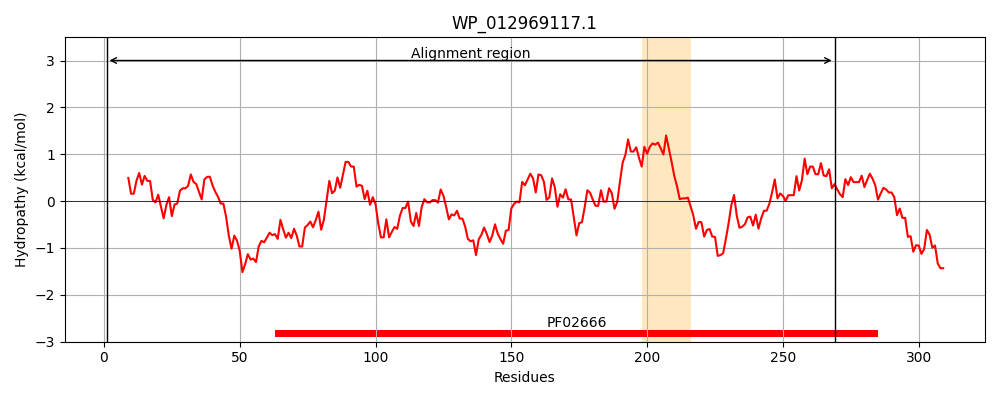 WP_012969117.1
Hydropathy (kcal/mol)
3
2
1
0
−1
−2
−3
Alignment region
PF02666
0
50
100
150
200
250
300
Residues